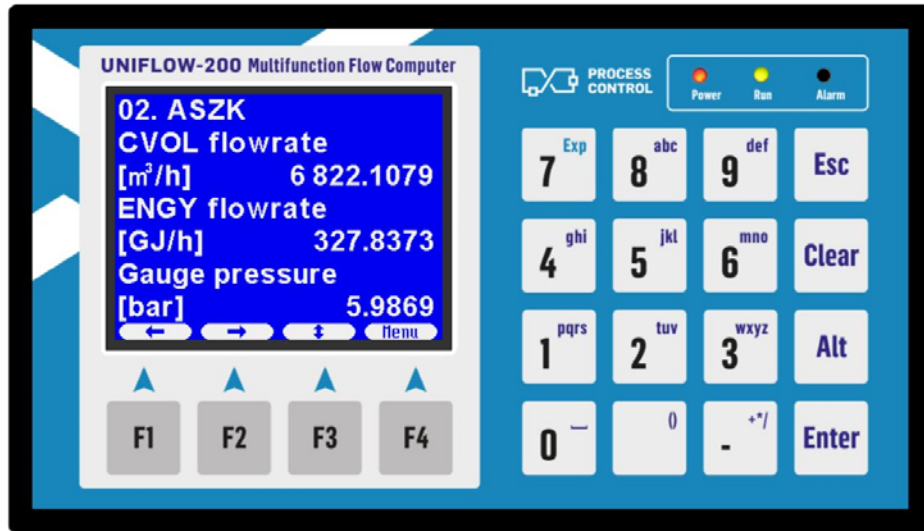 UNIFLOW-200 Multifunction Flow Computer
02. ASZK
CVOL flowrate
[m³/h] 6 822.1079
ENGY flowrate
[GJ/h] 327.8373
Gauge pressure
[bar] 5.9869
← → ↕ Menu
F1 F2 F3 F4
PROCESS
CONTROL
Power Run Alarm
7 Exp 8 abc 9 def Esc
4 ghi 5 jkl 6 mno Clear
1 pqrs 2 tuv 3 wxyz Alt
0 ⎵ () - +*/ Enter